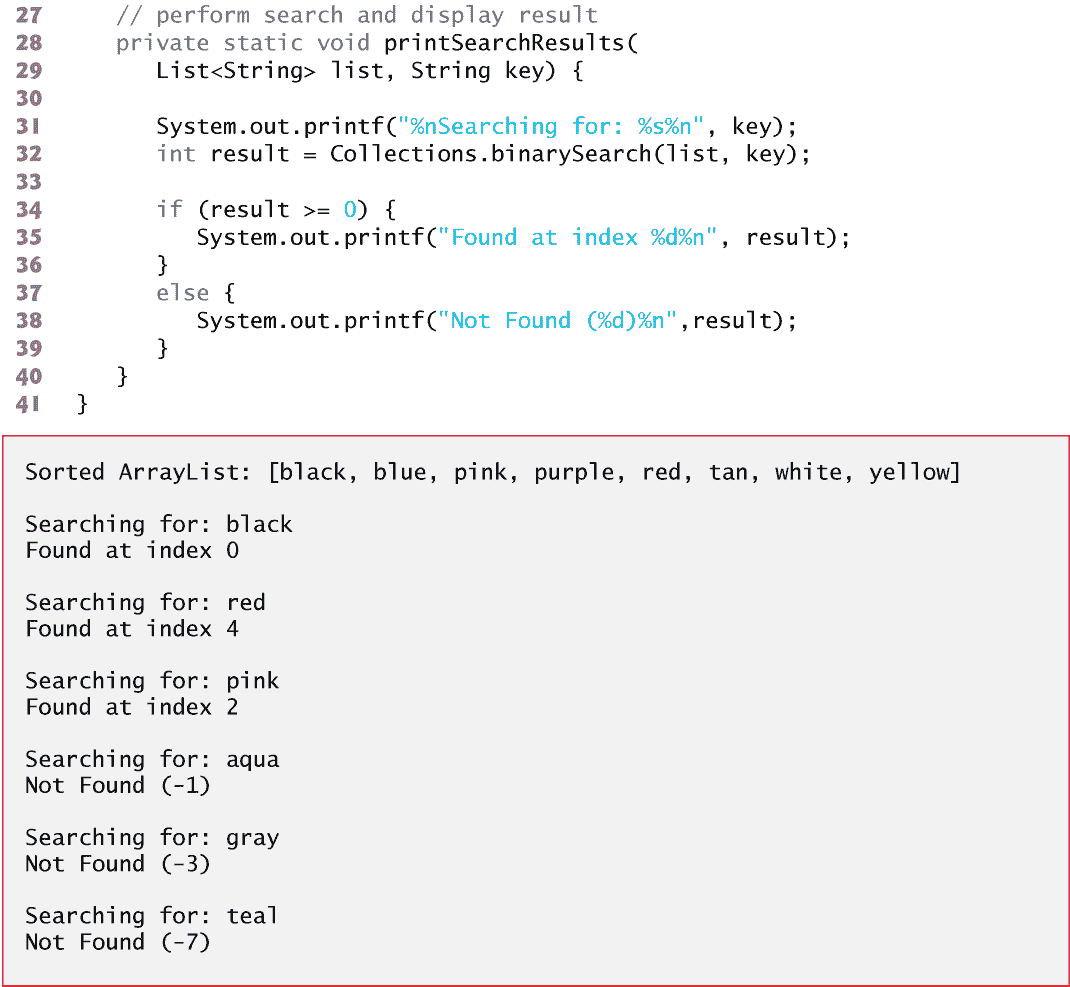 27 // perform search and display result
28 private static void printSearchResults(
29 List<String> list, String key) {
30
31 System.out.printf("%nSearching for: %s%n", key);
32 int result = Collections.binarySearch(list, key);
33
34 if (result >= 0) {
35 System.out.printf("Found at index %d%n", result);
36 }
37 else {
38 System.out.printf("Not Found (%d)%n",result);
39 }
40 }
41 }
Sorted ArrayList: [black, blue, pink, purple, red, tan, white, yellow]
Searching for: black
Found at index 0
Searching for: red
Found at index 4
Searching for: pink
Found at index 2
Searching for: aqua
Not Found (-1)
Searching for: gray
Not Found (-3)
Searching for: teal
Not Found (-7)